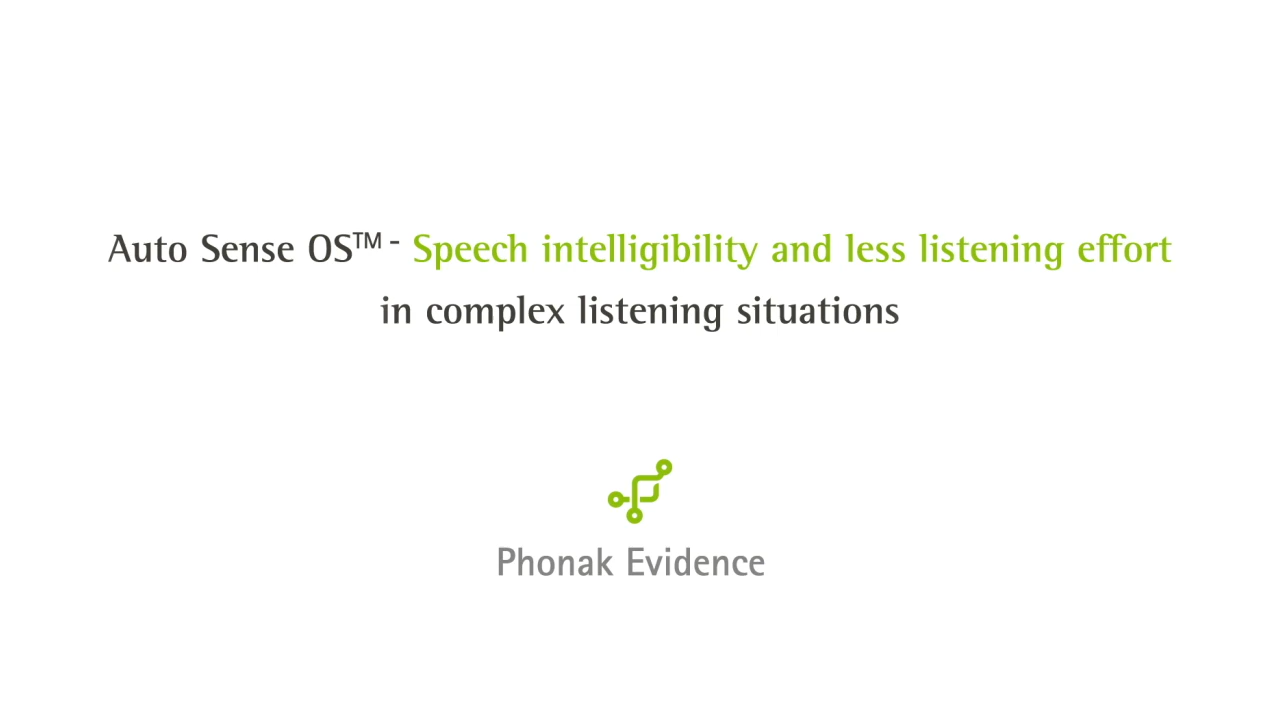 Auto Sense OS™ - Speech intelligibility and less listening effort
in complex listening situations
Phonak Evidence